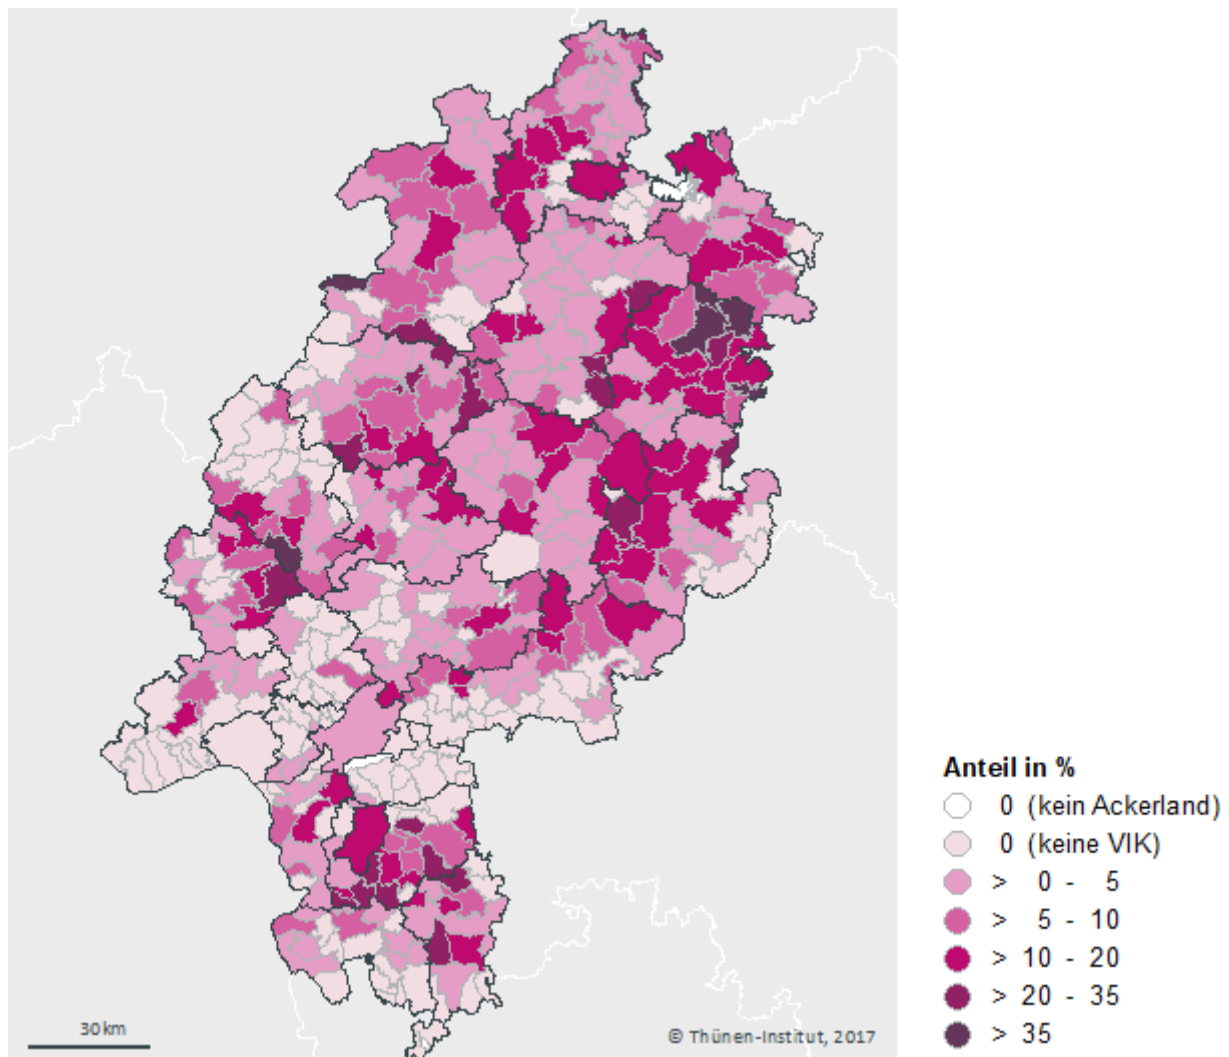 Anteil in %
0 (kein Ackerland)
0 (keine VIK)
> 0 - 5
> 5 - 10
> 10 - 20
> 20 - 35
> 35
30 km
© Thünen-Institut, 2017